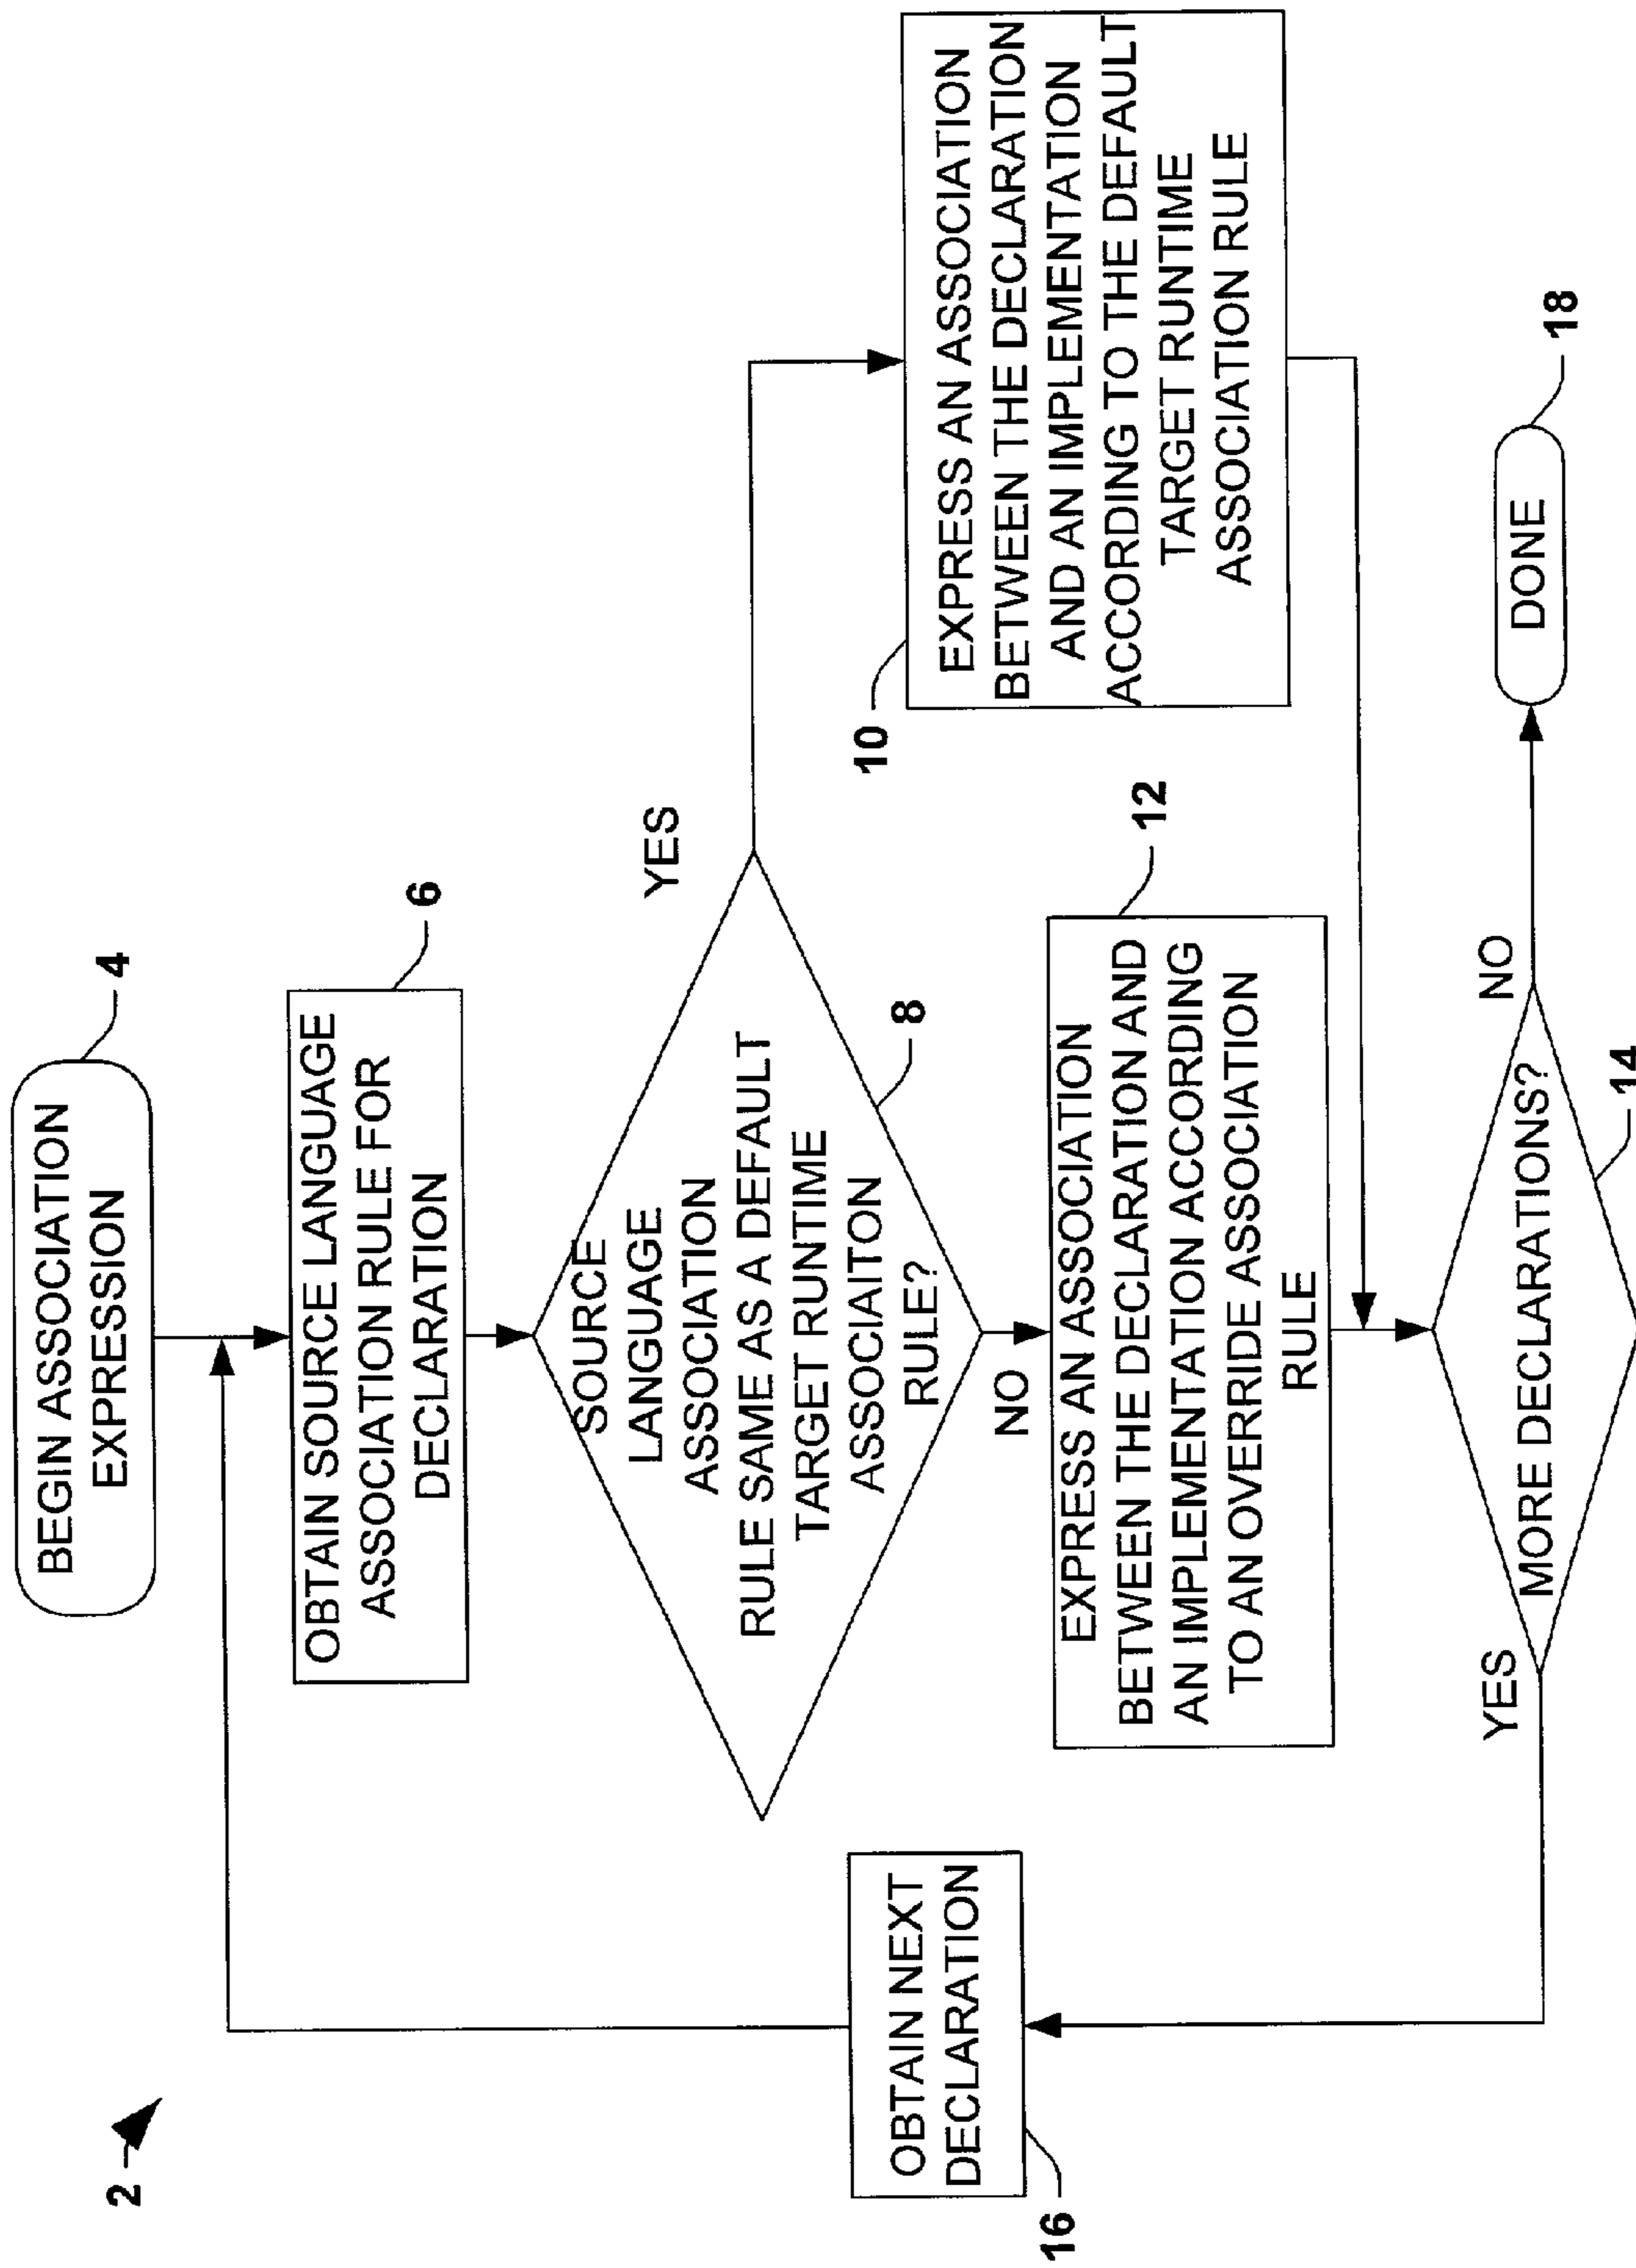 2
BEGIN ASSOCIATION
EXPRESSION
4
OBTAIN SOURCE LANGUAGE
ASSOCIATION RULE FOR
DECLARATION
6
SOURCE
LANGUAGE
ASSOCIATION
RULE SAME AS A DEFAULT
TARGET RUNTIME
ASSOCIAITON
RULE?
8
YES
NO
10
EXPRESS AN ASSOCIATION
BETWEEN THE DECLARATION
AND AN IMPLEMENTATION
ACCORDING TO THE DEFAULT
TARGET RUNTIME
ASSOCIATION RULE
EXPRESS AN ASSOCIATION
BETWEEN THE DECLARATION AND
AN IMPLEMENTATION ACCORDING
TO AN OVERRIDE ASSOCIATION
RULE
12
MORE DECLARATIONS?
14
YES
NO
OBTAIN NEXT
DECLARATION
16
DONE
18